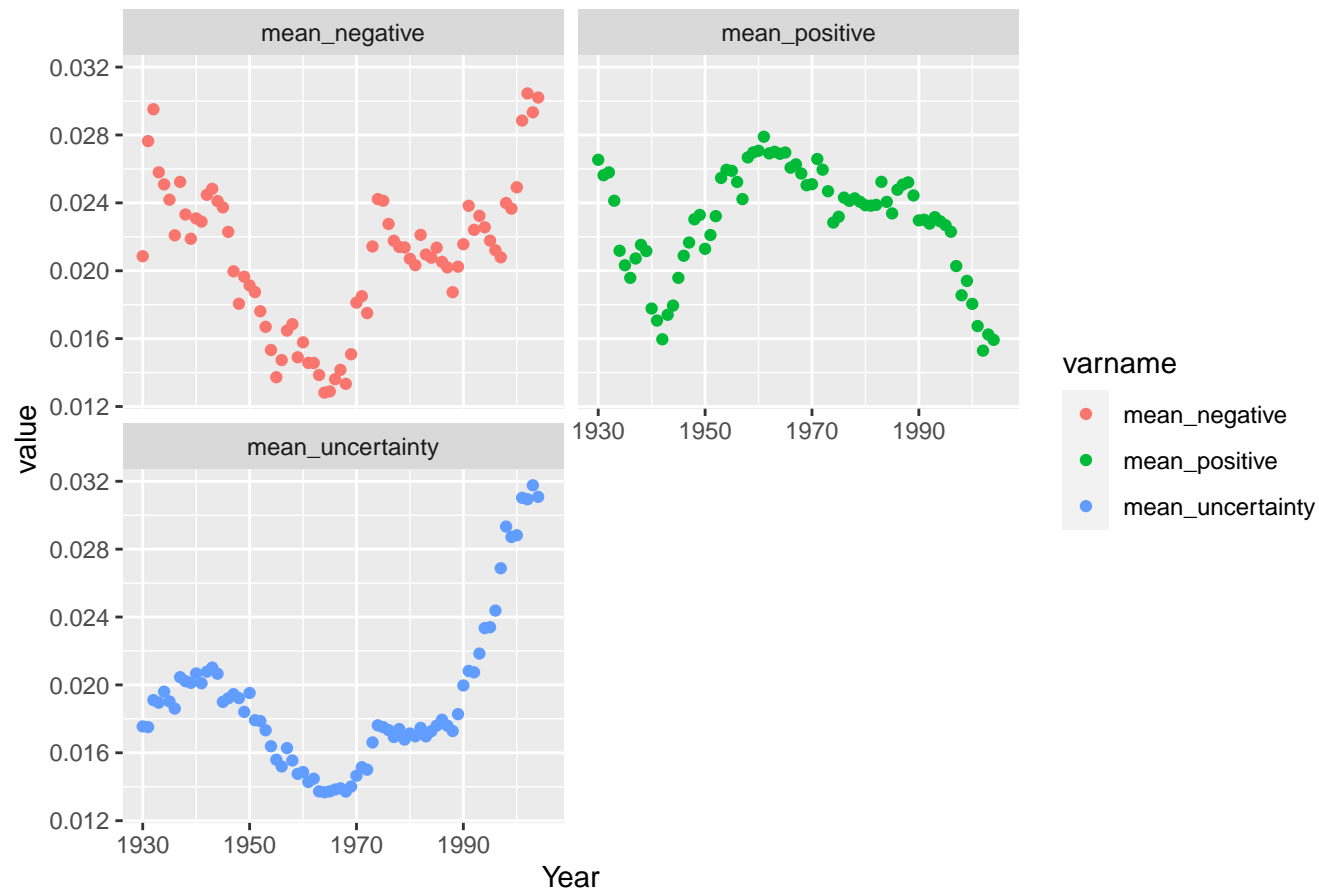 mean_negative
mean_positive
0.032
0.028
0.024
0.020
0.016
0.012
1930 1950 1970 1990
mean_uncertainty
0.032
0.028
0.024
0.020
0.016
0.012
1930 1950 1970 1990
value
Year
varname
mean_negative
mean_positive
mean_uncertainty